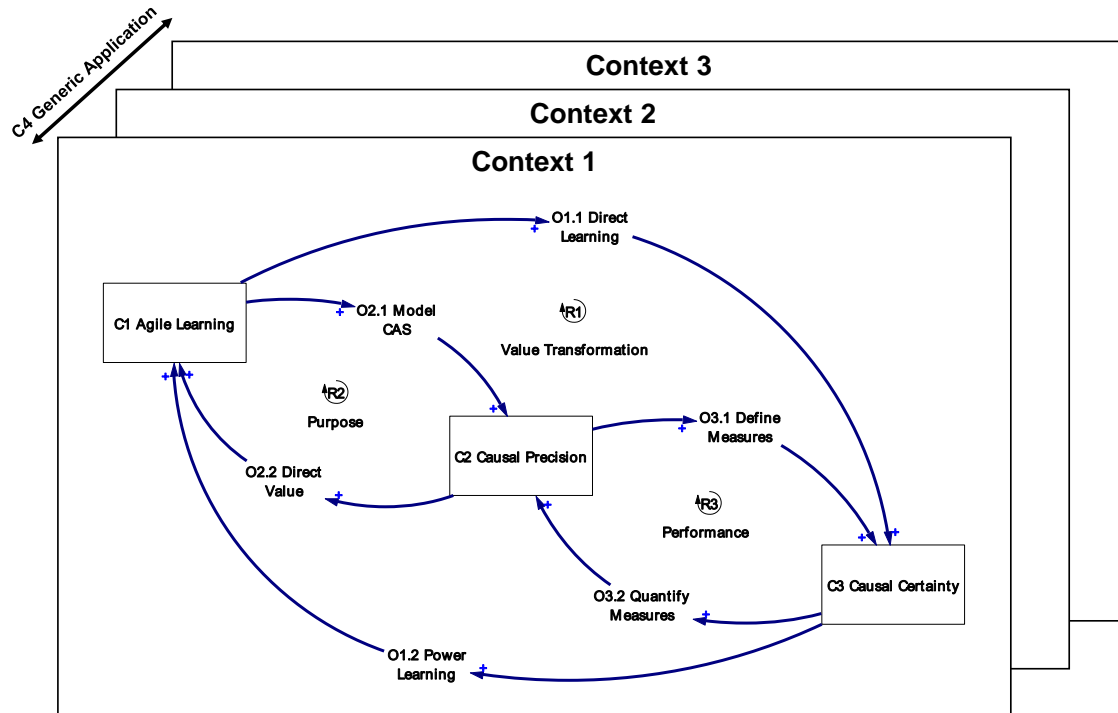 C4 Generic Application
Context 3
Context 2
Context 1
O1.1 Direct
Learning
C1 Agile Learning
O2.1 Model
CAS
R1
Value Transformation
R2
Purpose
O3.1 Define
Measures
C2 Causal Precision
O2.2 Direct
Value
R3
Performance
C3 Causal Certainty
O3.2 Quantify
Measures
O1.2 Power
Learning
+
+
+
+
+
+
+
+
+
+
+
+